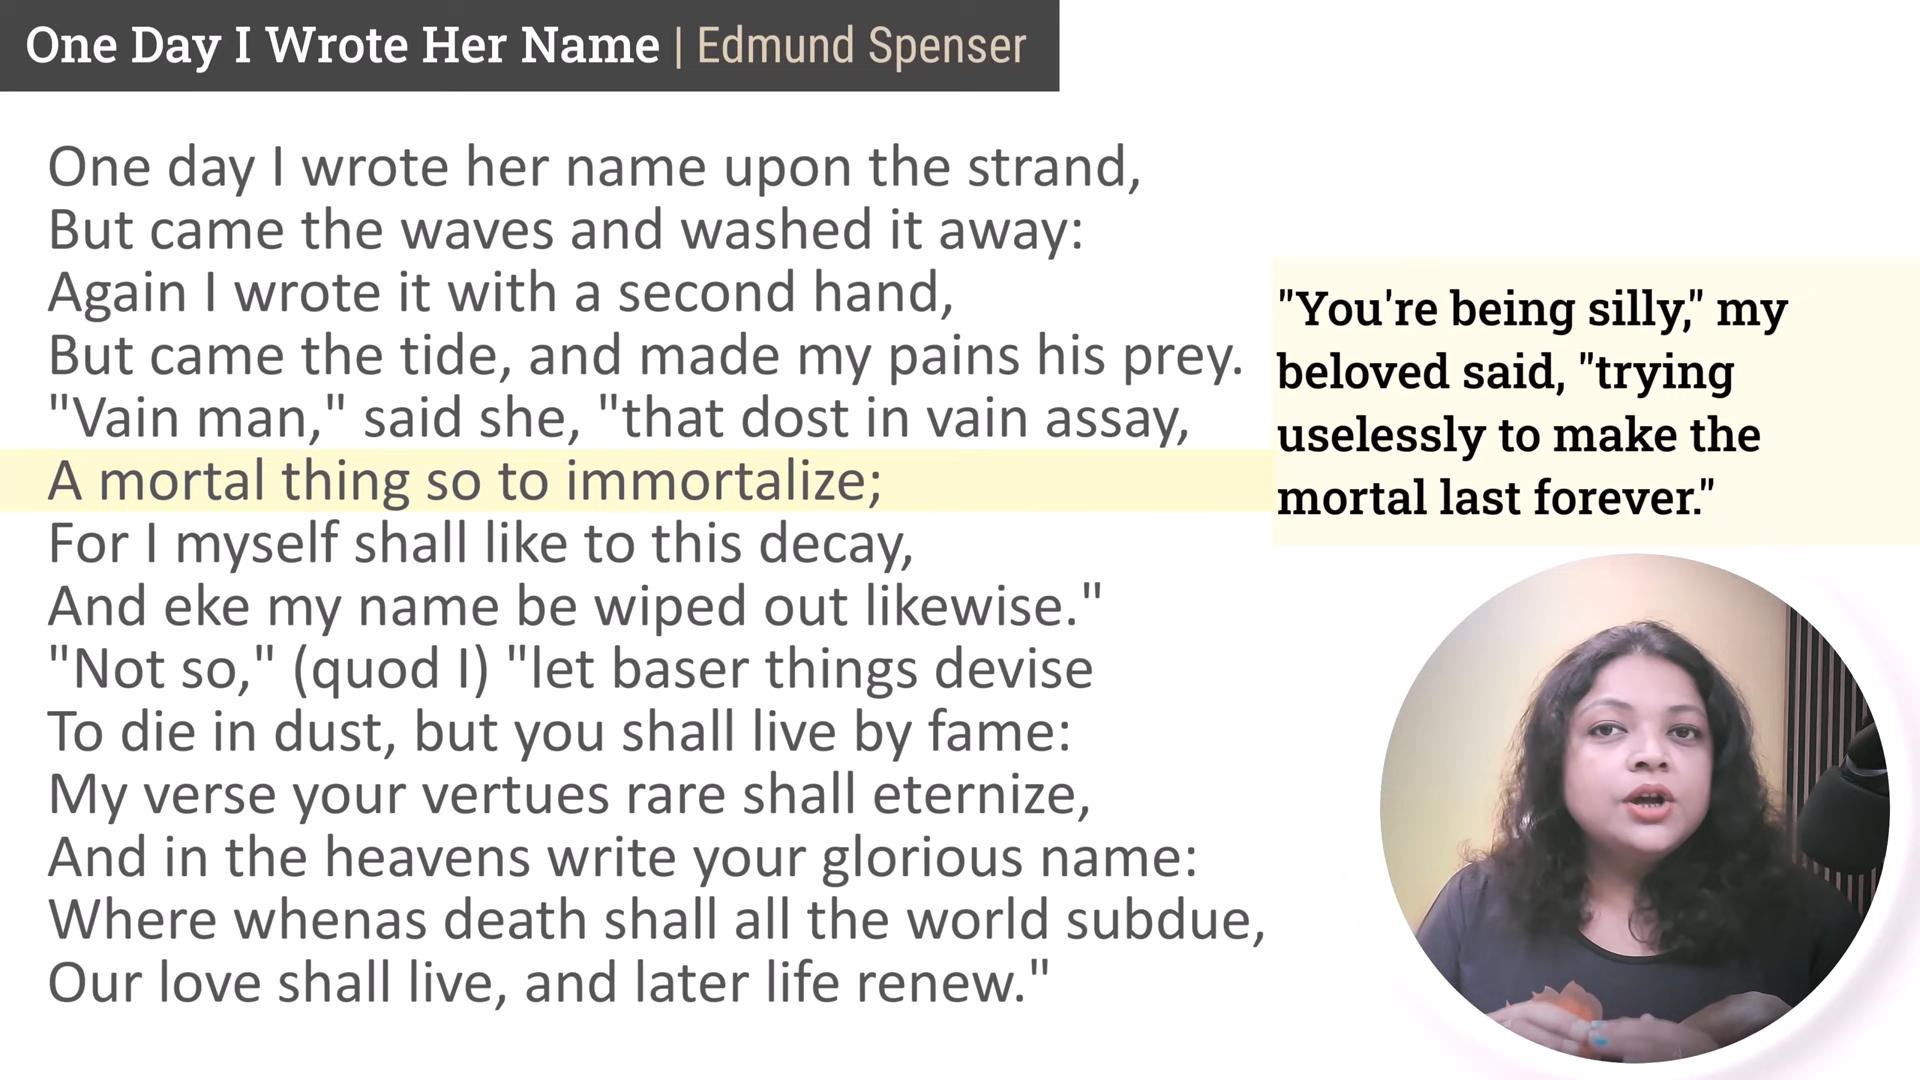 One Day I Wrote Her Name | Edmund Spenser
One day I wrote her name upon the strand,
But came the waves and washed it away:
Again I wrote it with a second hand,
But came the tide, and made my pains his prey.
"Vain man," said she, "that dost in vain assay,
A mortal thing so to immortalize;
For I myself shall like to this decay,
And eke my name be wiped out likewise."
"Not so," (quod I) "let baser things devise
To die in dust, but you shall live by fame:
My verse your vertues rare shall eternize,
And in the heavens write your glorious name:
Where whenas death shall all the world subdue,
Our love shall live, and later life renew."
"You're being silly," my
beloved said, "trying
uselessly to make the
mortal last forever."